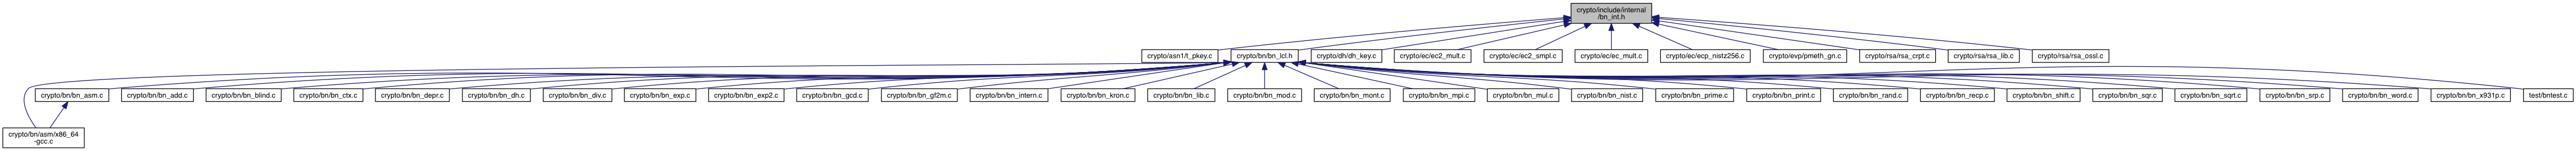 crypto/include/internal
/bn_int.h
crypto/asn1/t_pkey.c
crypto/bn/bn_lcl.h
crypto/dh/dh_key.c
crypto/ec/ec2_mult.c
crypto/ec/ec2_smpl.c
crypto/ec/ec_mult.c
crypto/ec/ecp_nistz256.c
crypto/evp/pmeth_gn.c
crypto/rsa/rsa_crpt.c
crypto/rsa/rsa_lib.c
crypto/rsa/rsa_ossl.c
crypto/bn/bn_asm.c
crypto/bn/bn_add.c
crypto/bn/bn_blind.c
crypto/bn/bn_ctx.c
crypto/bn/bn_depr.c
crypto/bn/bn_dh.c
crypto/bn/bn_div.c
crypto/bn/bn_exp.c
crypto/bn/bn_exp2.c
crypto/bn/bn_gcd.c
crypto/bn/bn_gf2m.c
crypto/bn/bn_intern.c
crypto/bn/bn_kron.c
crypto/bn/bn_lib.c
crypto/bn/bn_mod.c
crypto/bn/bn_mont.c
crypto/bn/bn_mpi.c
crypto/bn/bn_mul.c
crypto/bn/bn_nist.c
crypto/bn/bn_prime.c
crypto/bn/bn_print.c
crypto/bn/bn_rand.c
crypto/bn/bn_recp.c
crypto/bn/bn_shift.c
crypto/bn/bn_sqr.c
crypto/bn/bn_sqrt.c
crypto/bn/bn_srp.c
crypto/bn/bn_word.c
crypto/bn/bn_x931p.c
test/bntest.c
crypto/bn/asm/x86_64
-gcc.c